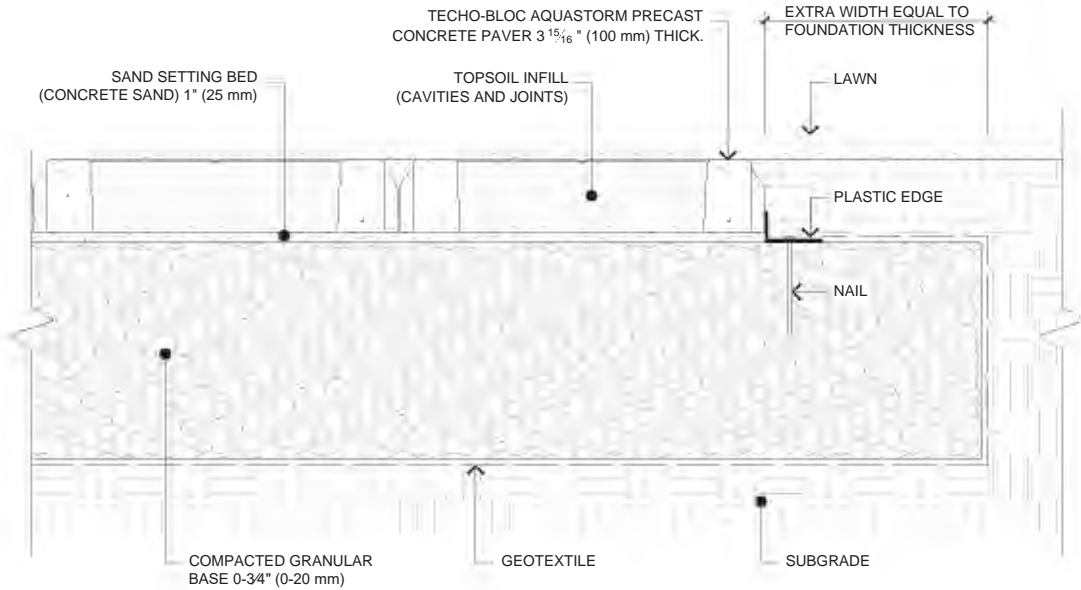 TECHO-BLOC AQUASTORM PRECAST
CONCRETE PAVER 3 15/16 " (100 mm) THICK.
EXTRA WIDTH EQUAL TO
FOUNDATION THICKNESS
SAND SETTING BED
(CONCRETE SAND) 1" (25 mm)
TOPSOIL INFILL
(CAVITIES AND JOINTS)
LAWN
PLASTIC EDGE
NAIL
COMPACTED GRANULAR
BASE 0-3⁄4" (0-20 mm)
GEOTEXTILE
SUBGRADE